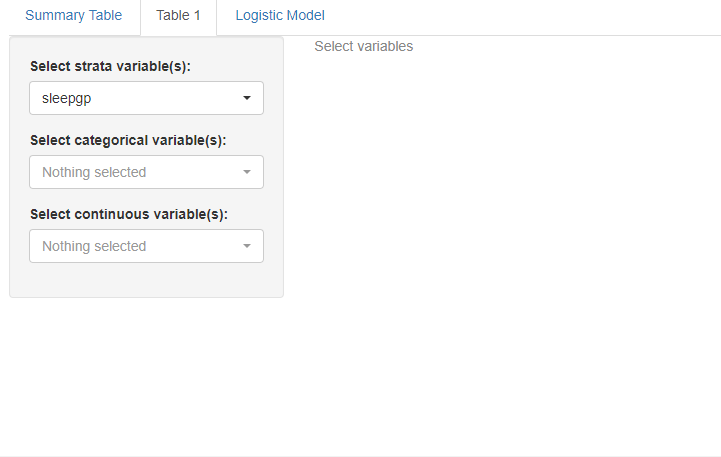 Summary Table
Table 1
Logistic Model
Select strata variable(s):
sleepgp
Select categorical variable(s):
Nothing selected
Select continuous variable(s):
Nothing selected
Select variables